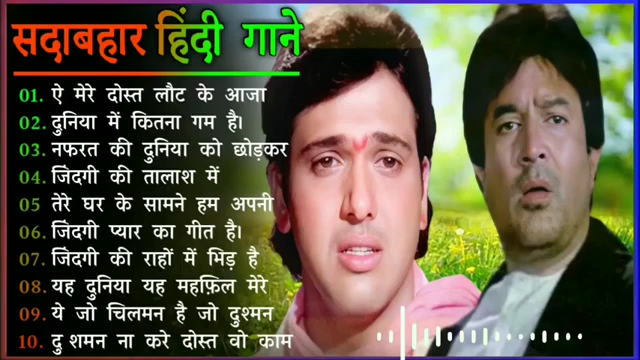 सदाबहार हिंदी गाने
01. ऐ मेरे दोस्त लौट के आजा
02. दुनिया में कितना गम है।
03. नफरत की दुनिया को छोड़कर
04. जिंदगी की तालाश में
05 तेरे घर के सामने हम अपनी
06. जिंदगी प्यार का गीत है।
07. जिंदगी की राहों में भिड़ है
08. यह दुनिया यह महफ़िल मेरे
09. ये जो चिलमन है जो दुश्मन
10. दु शमन ना करे दोस्त वो काम